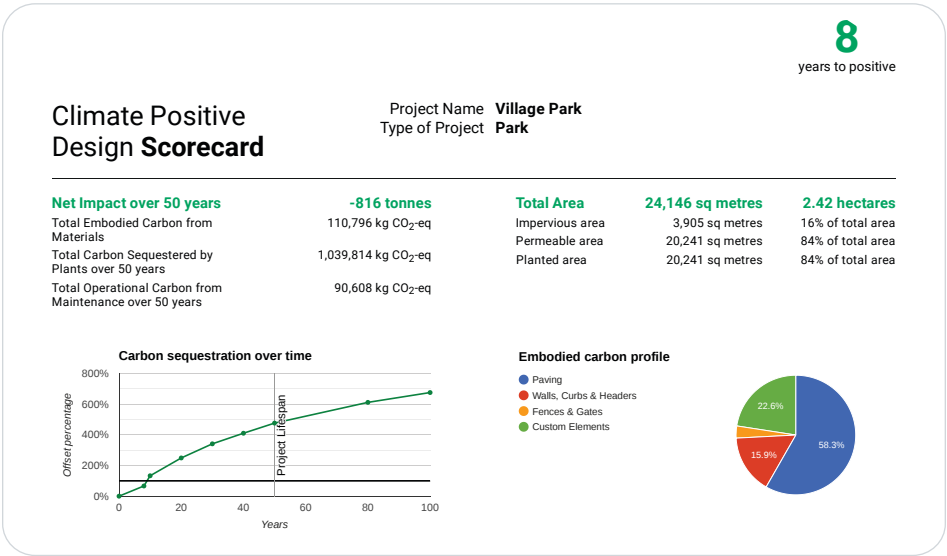 8
years to positive
Climate Positive
Design Scorecard
Project Name Village Park
Type of Project Park
Net Impact over 50 years -816 tonnes
Total Embodied Carbon from
Materials
110,796 kg CO2-eq
Total Carbon Sequestered by
Plants over 50 years
1,039,814 kg CO2-eq
Total Operational Carbon from
Maintenance over 50 years
90,608 kg CO2-eq
Total Area 24,146 sq metres 2.42 hectares
Impervious area 3,905 sq metres 16% of total area
Permeable area 20,241 sq metres 84% of total area
Planted area 20,241 sq metres 84% of total area
Carbon sequestration over time
Offset percentage
800%
600%
400%
200%
0%
Project Lifespan
0 20 40 60 80 100
Years
Embodied carbon profile
Paving
Walls, Curbs & Headers
Fences & Gates
Custom Elements
22.6%
58.3%
15.9%